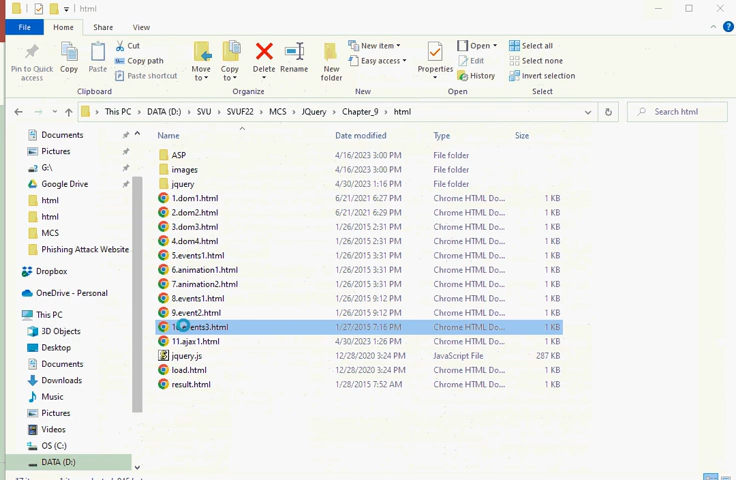 html
File Home Share View
Pin to Quick access
Copy
Paste
Cut
Copy path
Paste shortcut
Clipboard
Move to
Copy to
Delete
Rename
Organize
New folder
New item
Easy access
New
Properties
Open
Edit
History
Open
Select all
Select none
Invert selection
Select
This PC DATA (D:) SVU SVUF22 MCS JQuery Chapter_9 html
Search html
Name Date modified Type Size
Documents
Pictures
G:\
Google Drive
html
html
MCS
Phishing Attack Website
Dropbox
OneDrive - Personal
This PC
3D Objects
Desktop
Documents
Downloads
Music
Pictures
Videos
OS (C:)
DATA (D:)
ASP 4/16/2023 3:00 PM File folder
images 4/16/2023 3:00 PM File folder
jquery 4/30/2023 1:16 PM File folder
1.dom1.html 6/21/2021 6:27 PM Chrome HTML Do... 1 KB
2.dom2.html 6/21/2021 6:29 PM Chrome HTML Do... 1 KB
3.dom3.html 1/26/2015 2:31 PM Chrome HTML Do... 1 KB
4.dom4.html 1/26/2015 2:31 PM Chrome HTML Do... 1 KB
5.events1.html 1/26/2015 3:31 PM Chrome HTML Do... 1 KB
6.animation1.html 1/26/2015 3:31 PM Chrome HTML Do... 1 KB
7.animation2.html 1/26/2015 3:31 PM Chrome HTML Do... 1 KB
8.events1.html 1/26/2015 9:12 PM Chrome HTML Do... 1 KB
9.event2.html 1/26/2015 9:12 PM Chrome HTML Do... 1 KB
1/27/2015 7:16 PM Chrome HTML Do... 1 KB
11.ajax1.html 4/30/2023 1:26 PM Chrome HTML Do... 1 KB
jquery.js 12/28/2020 3:24 PM JavaScript File 287 KB
load.html 12/28/2020 3:24 PM Chrome HTML Do... 1 KB
result.html 1/28/2015 7:52 AM Chrome HTML Do... 1 KB